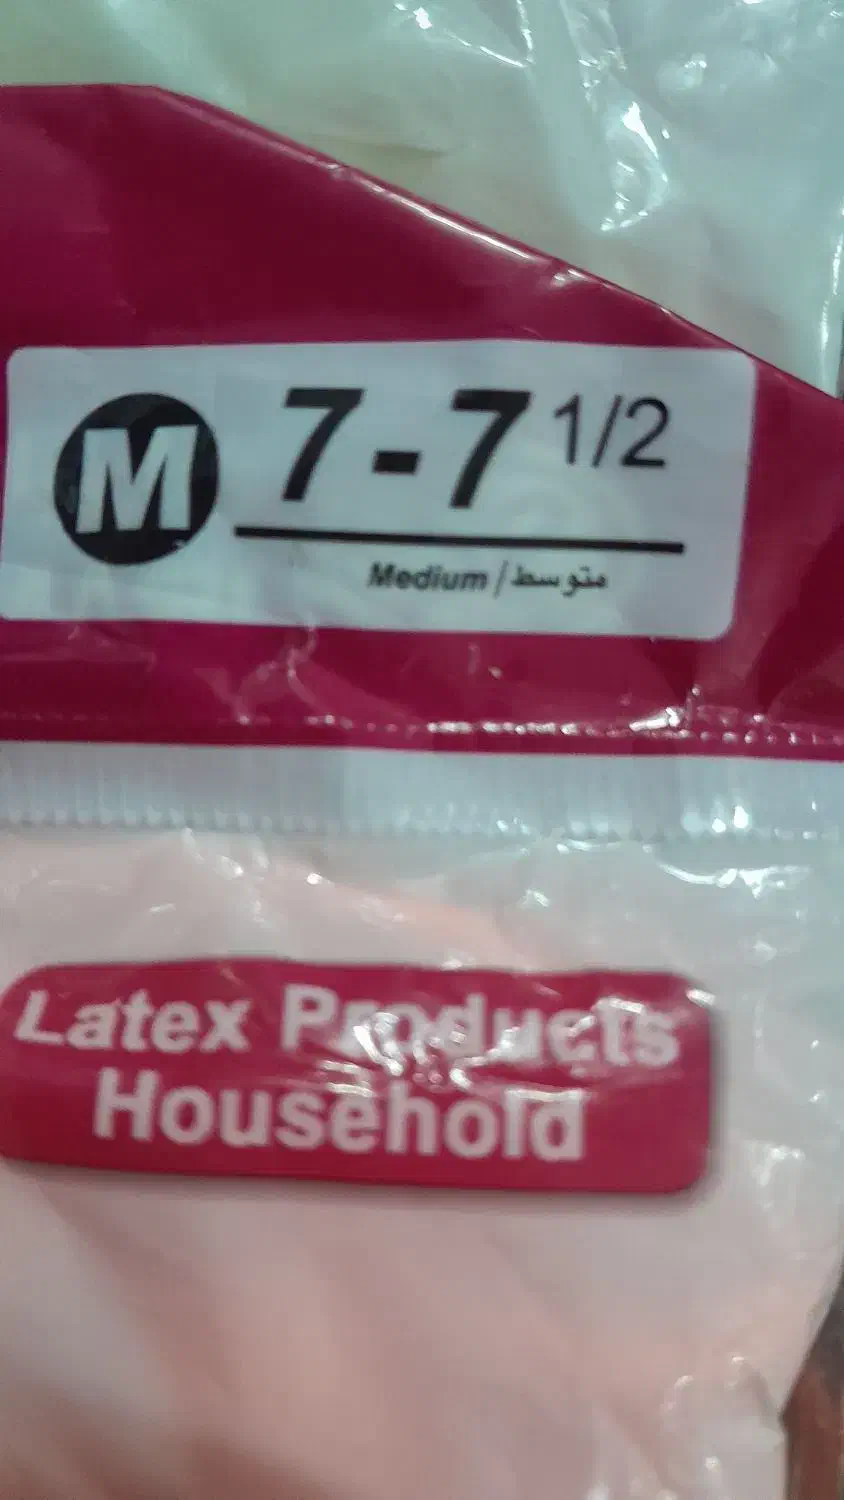 M 7-7 1/2
Medium/متوسط
Latex Products
Household